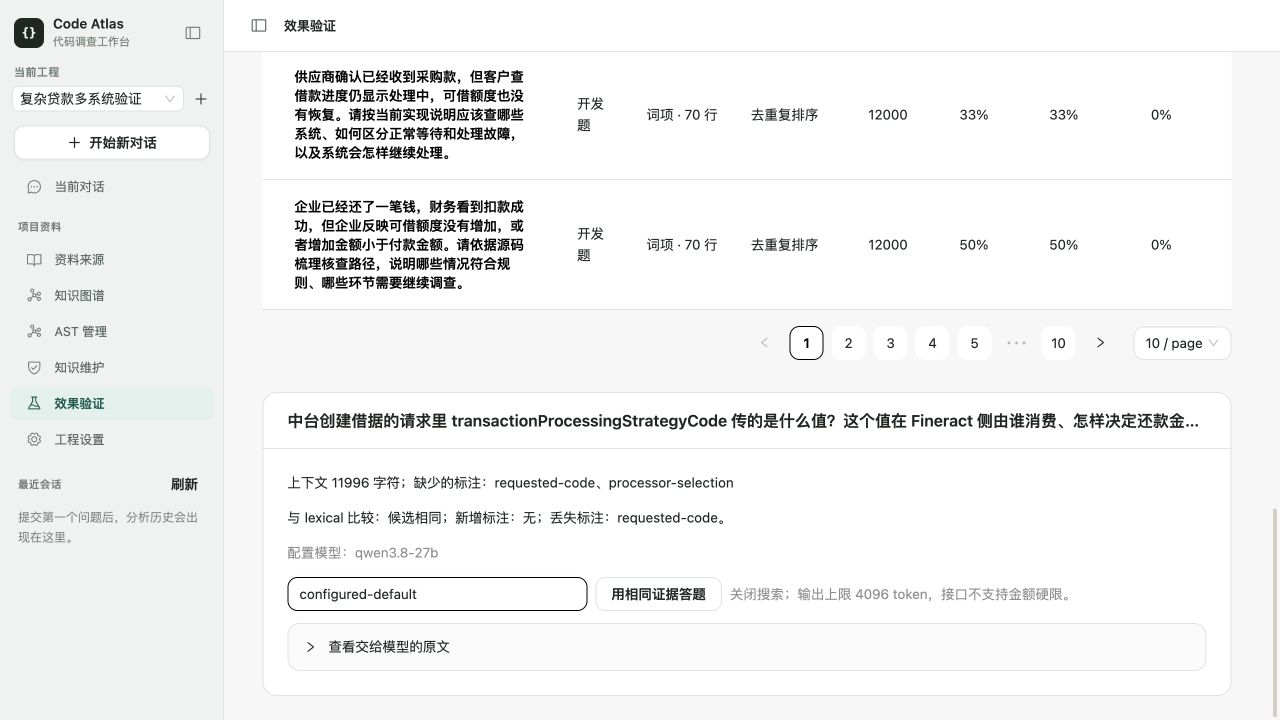 {} Code Atlas
代码调查工作台
当前工程
复杂贷款多系统验证
+ 开始新对话
当前对话
项目资料
资料来源
知识图谱
AST 管理
知识维护
效果验证
工程设置
最近会话 刷新
提交第一个问题后，分析历史会出
现在这里。
效果验证
供应商确认已经收到采购款，但客户查
借款进度仍显示处理中，可借额度也没
有恢复。请按当前实现说明应该查哪些
系统、如何区分正常等待和处理故障，
以及系统会怎样继续处理。
开发
题
词项 · 70 行 去重复排序 12000 33% 33% 0%
企业已经还了一笔钱，财务看到扣款成
功，但企业反映可借额度没有增加，或
者增加金额小于付款金额。请依据源码
梳理核查路径，说明哪些情况符合规
则、哪些环节需要继续调查。
开发
题
词项 · 70 行 去重复排序 12000 50% 50% 0%
< 1 2 3 4 5 ••• 10 > 10 / page
中台创建借据的请求里 transactionProcessingStrategyCode 传的是什么值？这个值在 Fineract 侧由谁消费、怎样决定还款金...
上下文 11996 字符；缺少的标注：requested-code、processor-selection
与 lexical 比较：候选相同；新增标注：无；丢失标注：requested-code。
配置模型：qwen3.8-27b
configured-default 用相同证据答题 关闭搜索；输出上限 4096 token，接口不支持金额硬限。
> 查看交给模型的原文